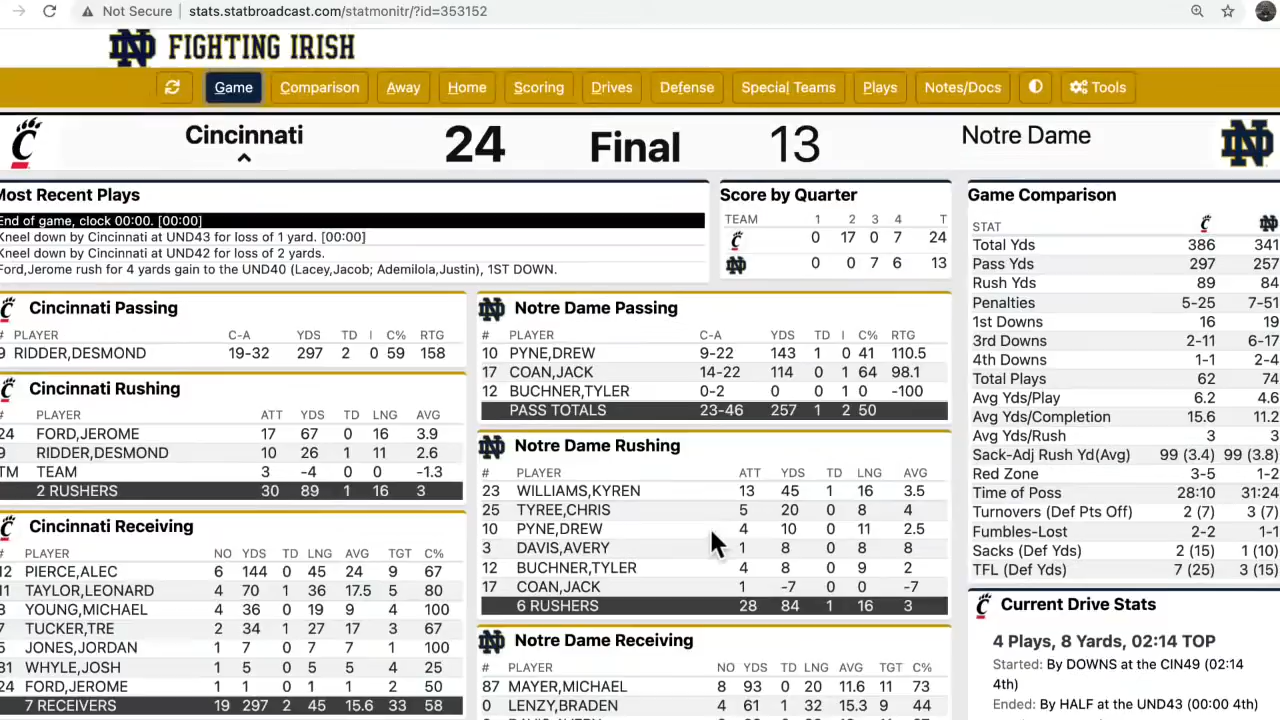 Not Secure stats.statbroadcast.com/statmonitr/?id=353152
ND FIGHTING IRISH
Game Comparison Away Home Scoring Drives Defense Special Teams Plays Notes/Docs Tools
C Cincinnati 24 Final 13 Notre Dame ND
Most Recent Plays
End of game, clock 00:00. [00:00]
Kneel down by Cincinnati at UND43 for loss of 1 yard. [00:00]
Kneel down by Cincinnati at UND42 for loss of 2 yards.
Ford,Jerome rush for 4 yards gain to the UND40 (Lacey,Jacob; Ademilola,Justin), 1ST DOWN.
Score by Quarter
TEAM 1 2 3 4 T
C 0 17 0 7 24
ND 0 0 7 6 13
Game Comparison
STAT C ND
Total Yds 386 341
Pass Yds 297 257
Rush Yds 89 84
Penalties 5-25 7-51
1st Downs 16 19
3rd Downs 2-11 6-17
4th Downs 1-1 2-4
Total Plays 62 74
Avg Yds/Play 6.2 4.6
Avg Yds/Completion 15.6 11.2
Avg Yds/Rush 3 3
Sack-Adj Rush Yd(Avg) 99 (3.4) 99 (3.8)
Red Zone 3-5 1-2
Time of Poss 28:10 31:24
Turnovers (Def Pts Off) 2 (7) 3 (7)
Fumbles-Lost 2-2 1-1
Sacks (Def Yds) 2 (15) 1 (10)
TFL (Def Yds) 7 (25) 3 (15)
C Cincinnati Passing
# PLAYER C-A YDS TD I C% RTG
9 RIDDER,DESMOND 19-32 297 2 0 59 158
C Cincinnati Rushing
# PLAYER ATT YDS TD LNG AVG
24 FORD,JEROME 17 67 0 16 3.9
9 RIDDER,DESMOND 10 26 1 11 2.6
TM TEAM 3 -4 0 0 -1.3
2 RUSHERS 30 89 1 16 3
C Cincinnati Receiving
# PLAYER NO YDS TD LNG AVG TGT C%
12 PIERCE,ALEC 6 144 0 45 24 9 67
11 TAYLOR,LEONARD 4 70 1 36 17.5 5 80
8 YOUNG,MICHAEL 4 36 0 19 9 4 100
7 TUCKER,TRE 2 34 1 27 17 3 67
5 JONES,JORDAN 1 7 0 7 7 1 100
81 WHYLE,JOSH 1 5 0 5 5 4 25
24 FORD,JEROME 1 1 0 1 1 2 50
7 RECEIVERS 19 297 2 45 15.6 33 58
ND Notre Dame Passing
# PLAYER C-A YDS TD I C% RTG
10 PYNE,DREW 9-22 143 1 0 41 110.5
17 COAN,JACK 14-22 114 0 1 64 98.1
12 BUCHNER,TYLER 0-2 0 0 1 0 -100
PASS TOTALS 23-46 257 1 2 50
ND Notre Dame Rushing
# PLAYER ATT YDS TD LNG AVG
23 WILLIAMS,KYREN 13 45 1 16 3.5
25 TYREE,CHRIS 5 20 0 8 4
10 PYNE,DREW 4 10 0 11 2.5
3 DAVIS,AVERY 1 8 0 8 8
12 BUCHNER,TYLER 4 8 0 9 2
17 COAN,JACK 1 -7 0 0 -7
6 RUSHERS 28 84 1 16 3
ND Notre Dame Receiving
# PLAYER NO YDS TD LNG AVG TGT C%
87 MAYER,MICHAEL 8 93 0 20 11.6 11 73
0 LENZY,BRADEN 4 61 1 32 15.3 9 44
C Current Drive Stats
4 Plays, 8 Yards, 02:14 TOP
Started: By DOWNS at the CIN49 (02:14
4th)
Ended: By HALF at the UND43 (00:00 4th)